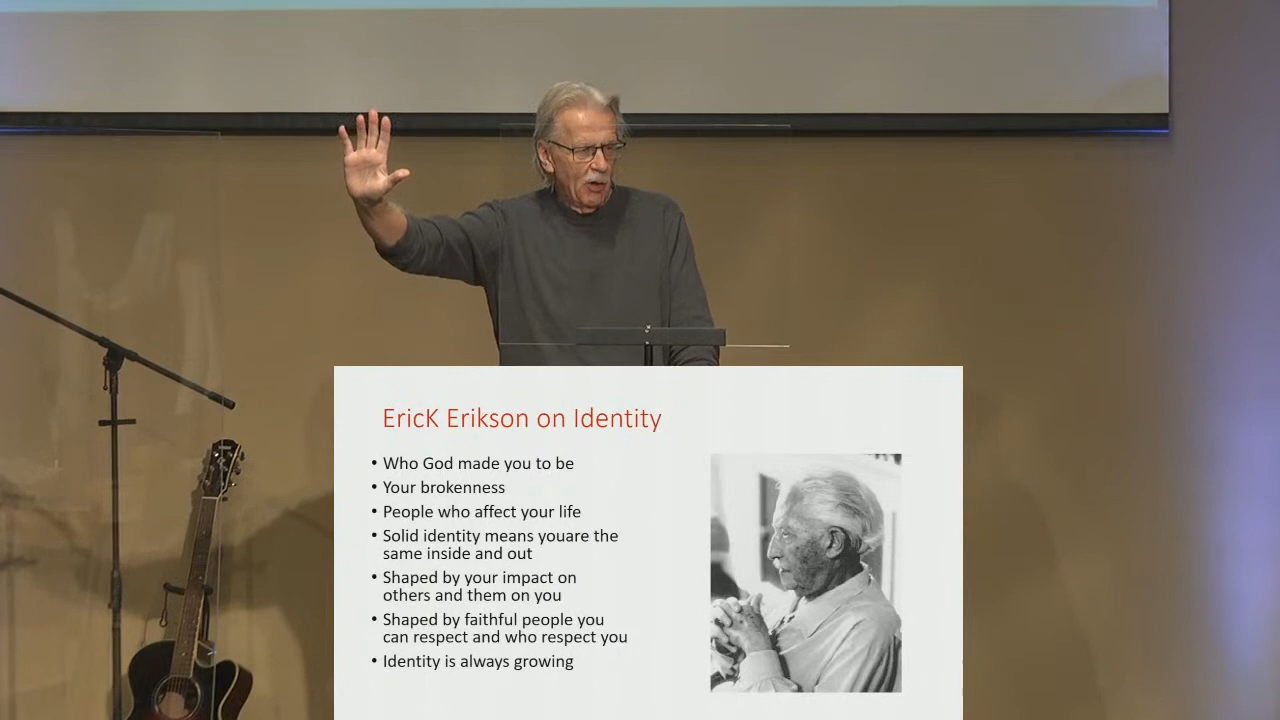 EricK Erikson on Identity
• Who God made you to be
• Your brokenness
• People who affect your life
• Solid identity means youare the
same inside and out
• Shaped by your impact on
others and them on you
• Shaped by faithful people you
can respect and who respect you
• Identity is always growing